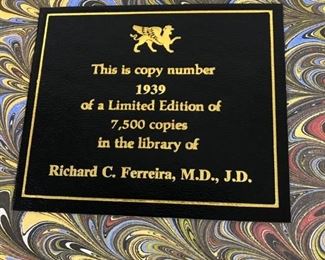 This is copy number
1939
of a Limited Edition of
7,500 copies
in the library of
Richard C. Ferreira, M.D., J.D.